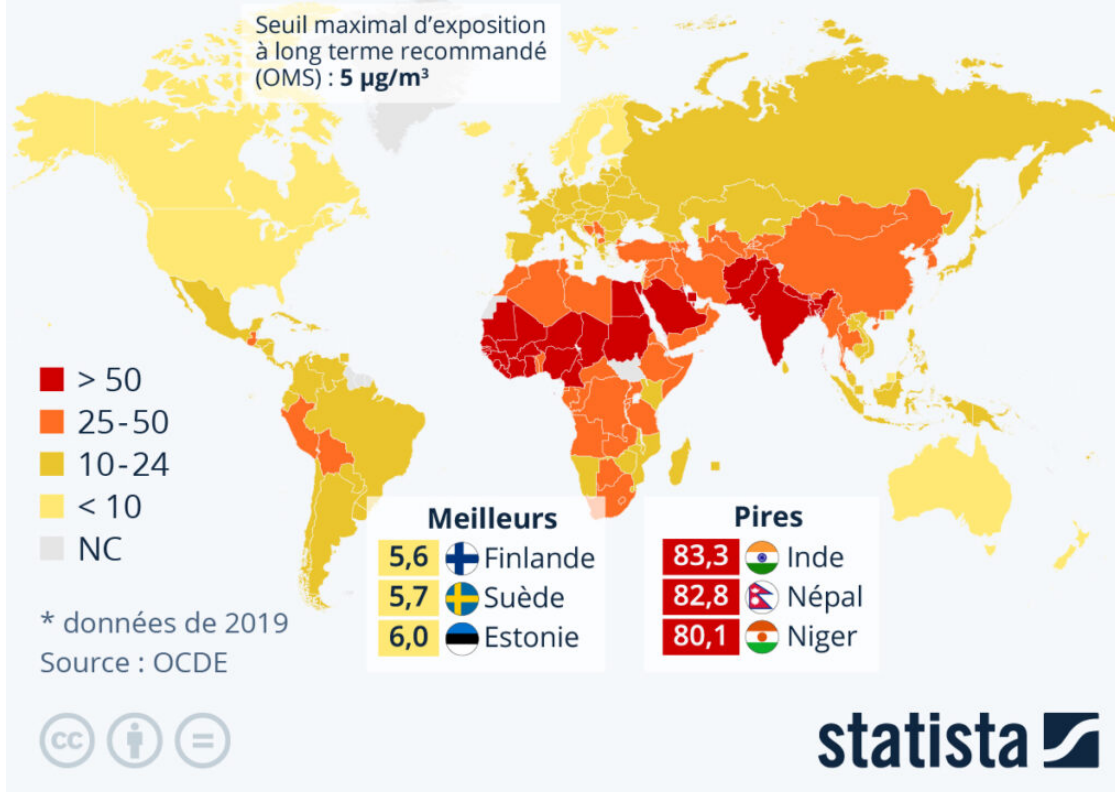 Seuil maximal d'exposition
à long terme recommandé
(OMS) : 5 µg/m³
> 50
25-50
10-24
< 10
NC
Meilleurs
5,6 Finlande
5,7 Suède
6,0 Estonie
Pires
83,3 Inde
82,8 Népal
80,1 Niger
* données de 2019
Source : OCDE
cc
statista